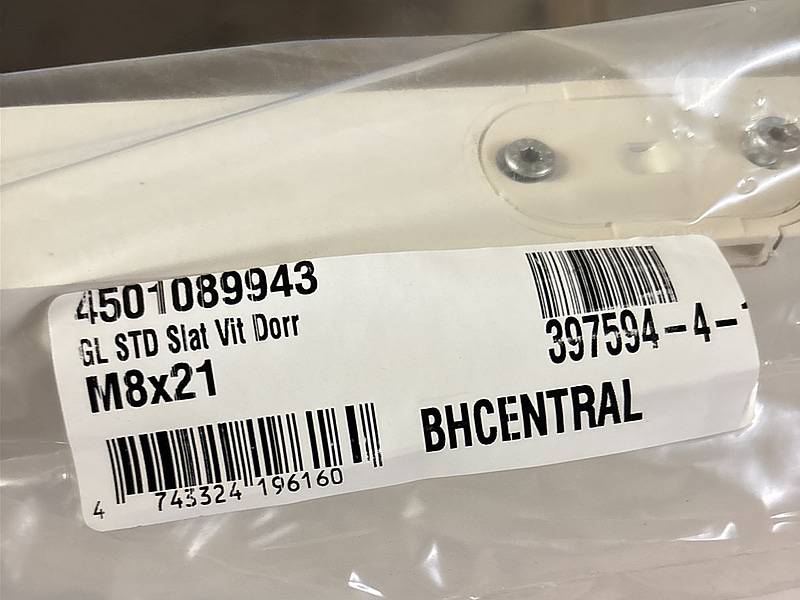 4501089943
GL STD Slat Vit Dorr
M8x21
397594-4-
BHCENTRAL
4 743324 196160